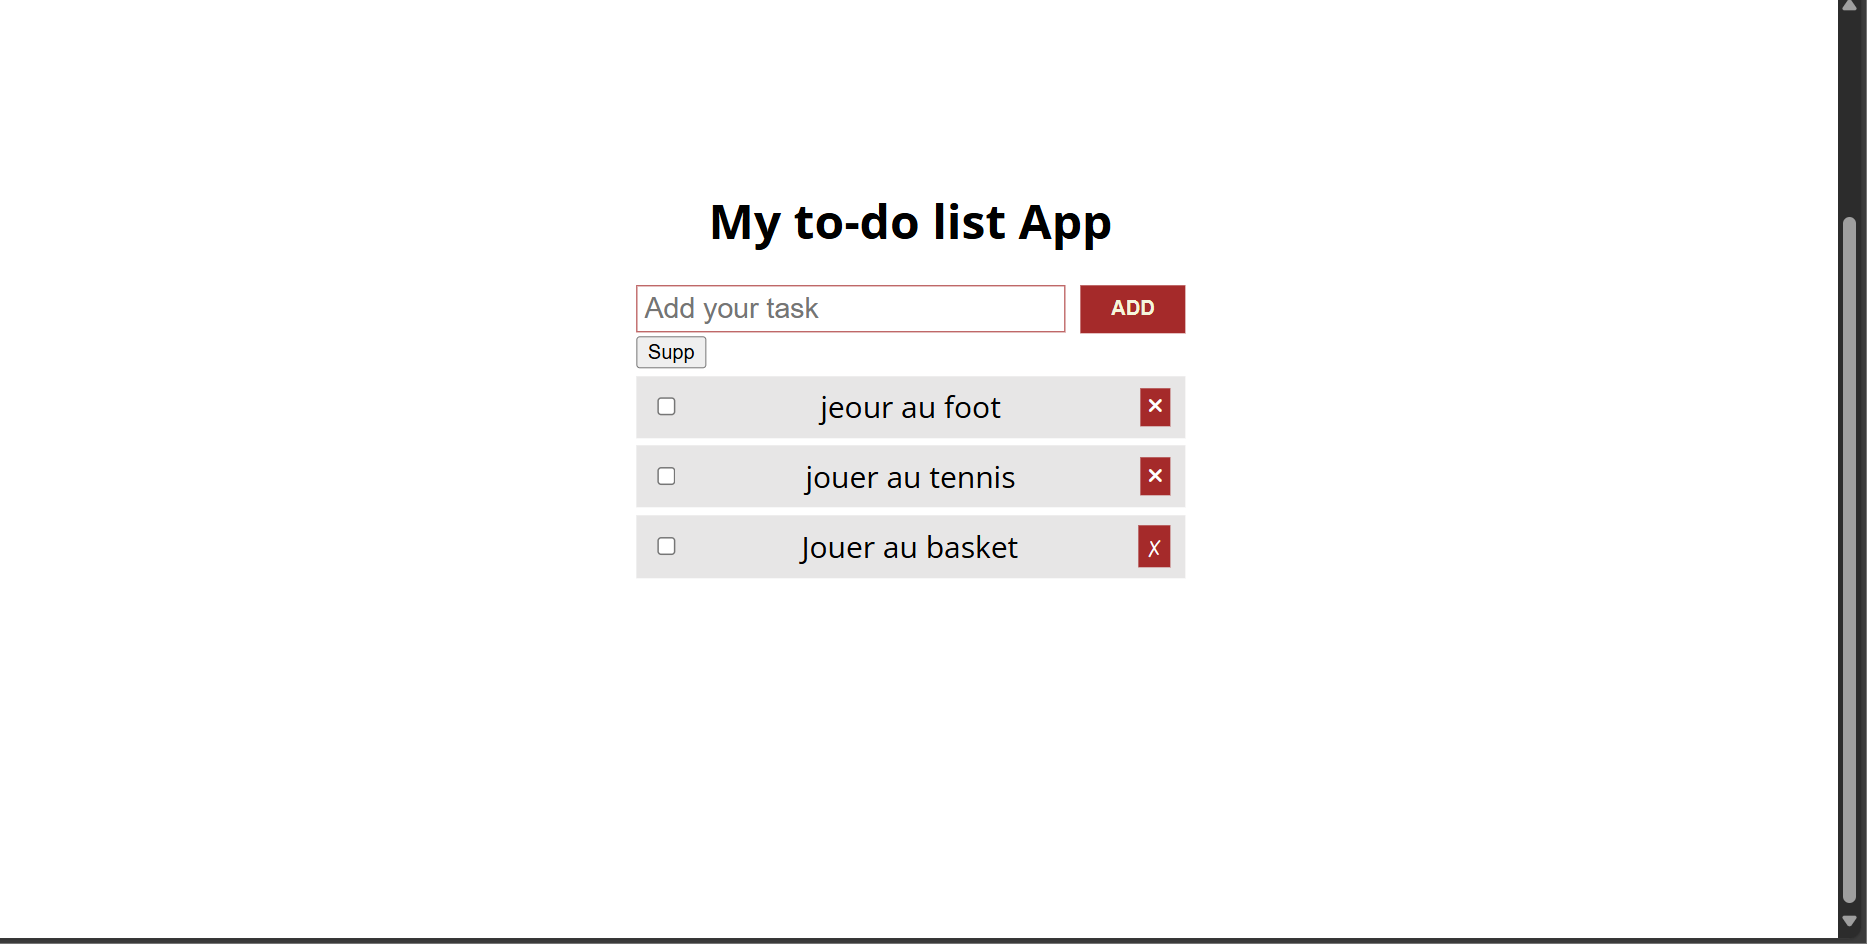 My to-do list App
Add your task
ADD
Supp
jeour au foot ×
jouer au tennis ×
Jouer au basket ☓